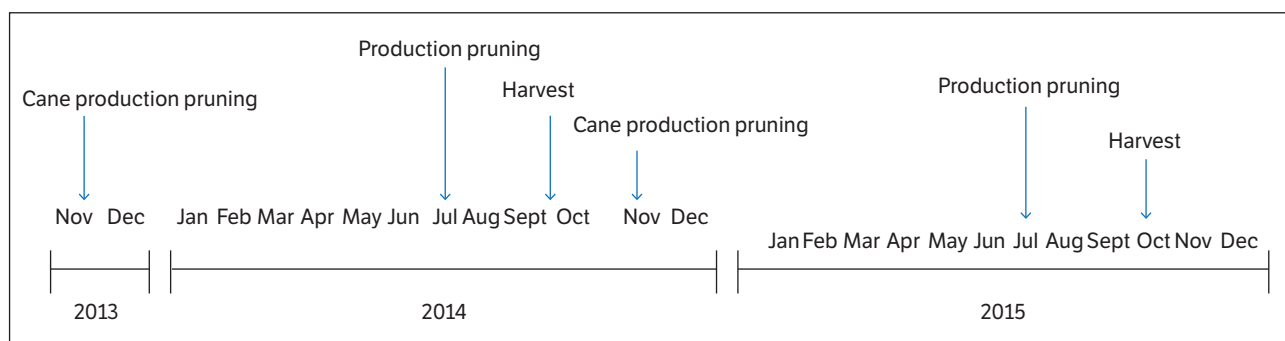 Production pruning
Harvest
Cane production pruning
Cane production pruning
Production pruning
Harvest
Nov Dec
Jan Feb Mar Apr May Jun Jul Aug Sept Oct Nov Dec
Jan Feb Mar Apr May Jun Jul Aug Sept Oct Nov Dec
2013
2014
2015